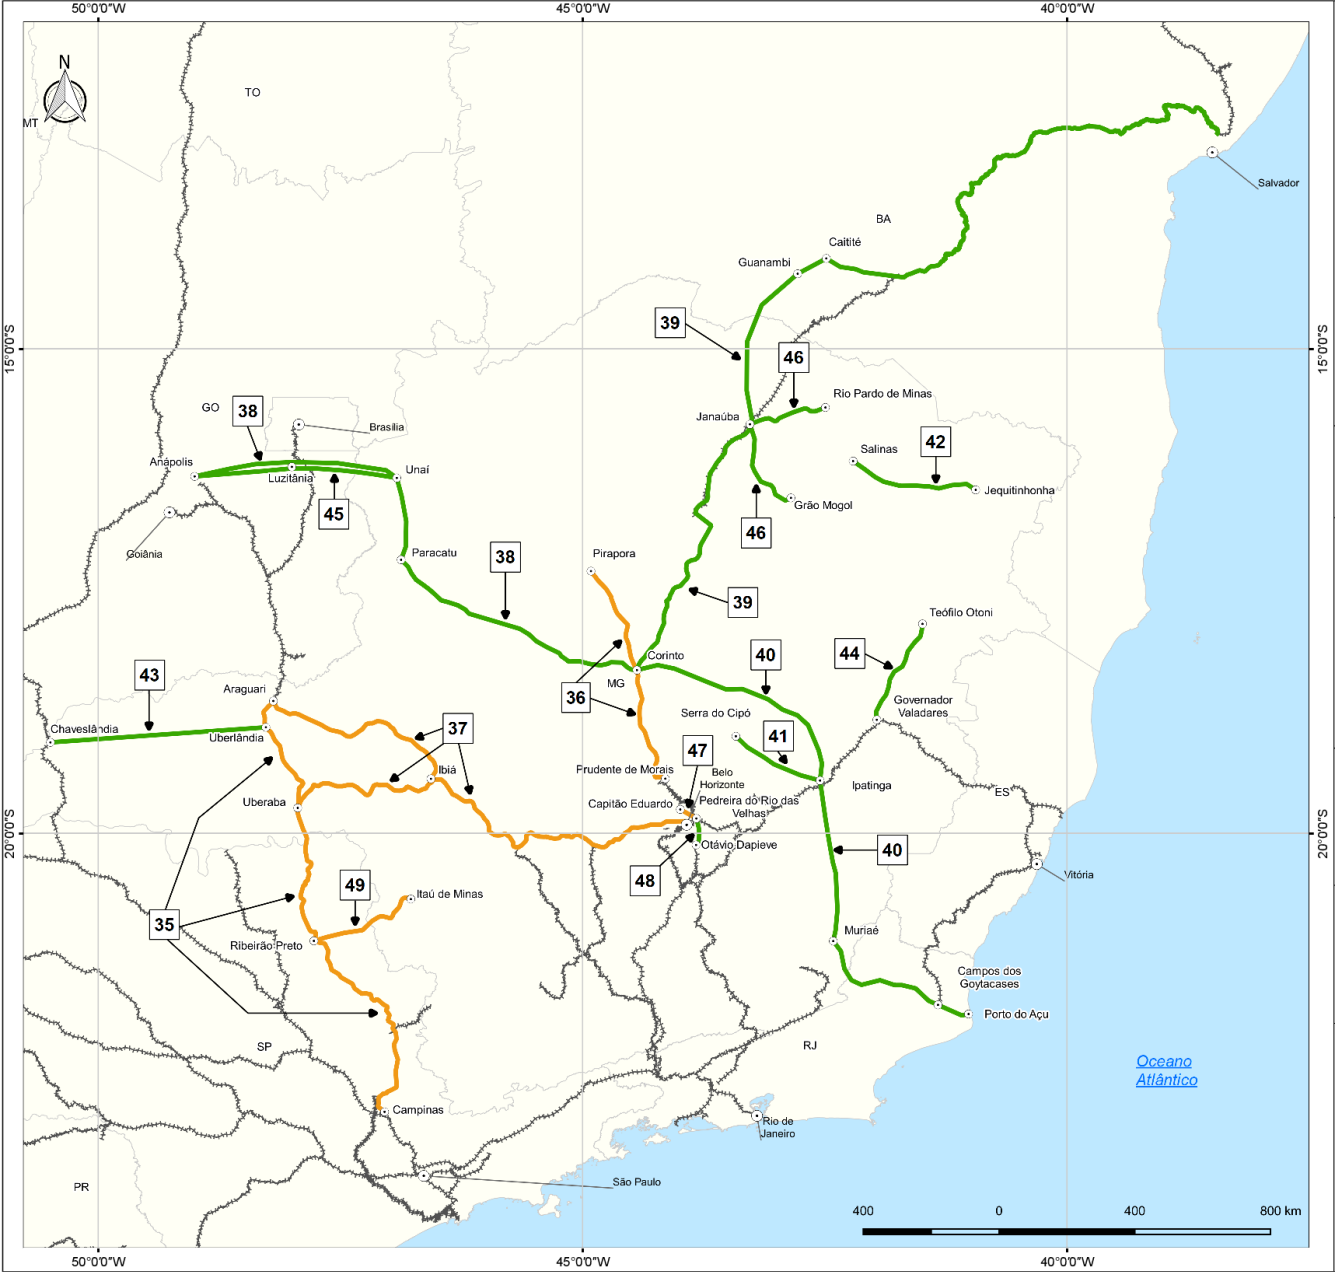 50°0'0"W
45°0'0"W
40°0'0"W
N
TO
MT
Salvador
BA
Caitité
Guanambi
39
15°0'0"S
15°0'0"S
46
Rio Pardo de Minas
GO
38
Janaúba
Brasília
42
Salinas
Anápolis
Unaí
Luzitânia
Jequitinhonha
Grão Mogol
45
46
Goiânia
Paracatu
38
Pirapora
39
Teófilo Otoni
44
Corinto
40
43
MG
Araguari
36
Governador
Valadares
Serra do Cipó
Chaveslândia
Uberlândia
37
41
47
Ibiá
Prudente de Morais
Belo
Horizonte
Ipatinga
ES
Uberaba
Capitão Eduardo
Pedreira do Rio das
Velhas
20°0'0"S
20°0'0"S
Otávio Dapieve
40
48
Vitória
49
Itaú de Minas
35
Ribeirão Preto
Muriaé
Campos dos
Goytacases
Porto do Açu
SP
RJ
Oceano
Atlântico
Campinas
Rio de
Janeiro
PR
São Paulo
400
0
400
800 km
50°0'0"W
45°0'0"W
40°0'0"W